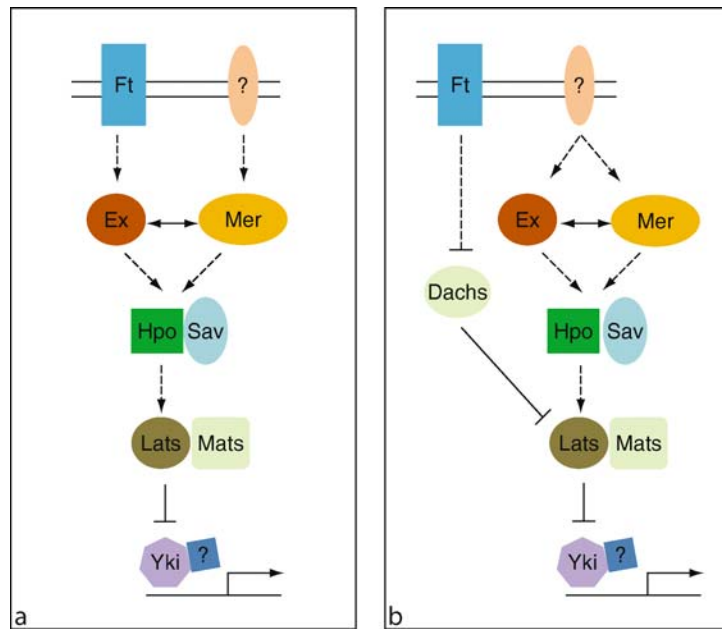 Ft ?
Ex Mer
Hpo Sav
Lats Mats
Yki ?
a
Ft ?
Ex Mer
Dachs
Hpo Sav
Lats Mats
Yki ?
b